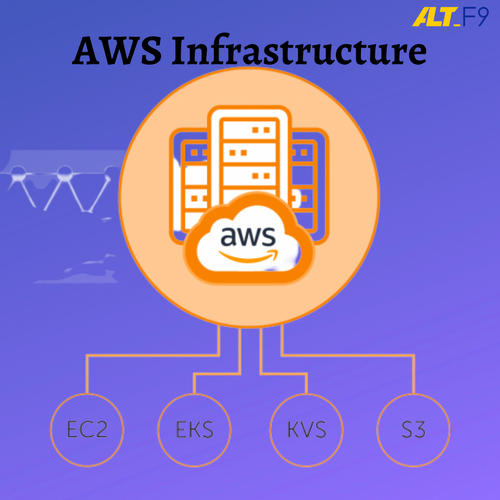 ALT_F9
AWS Infrastructure
aws
EC2
EKS
KVS
S3